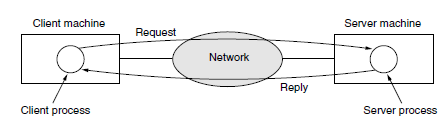 Client machine
Server machine
Request
Network
Reply
Client process
Server process